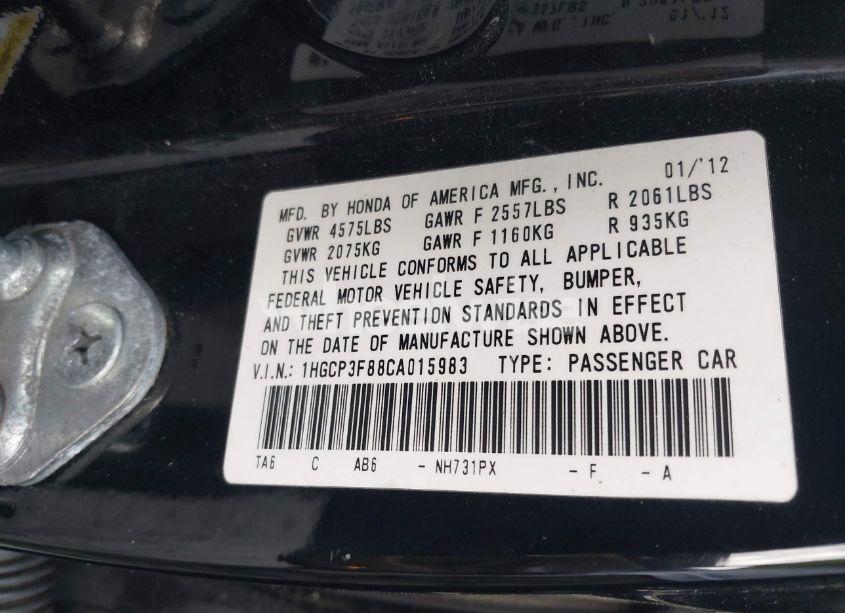 MFD. BY HONDA OF AMERICA MFG., INC. 01/'12
GVWR 4575LBS GAWR F 2557LBS R 2061LBS
GVWR 2075KG GAWR F 1160KG R 935KG
THIS VEHICLE CONFORMS TO ALL APPLICABLE
FEDERAL MOTOR VEHICLE SAFETY, BUMPER,
AND THEFT PREVENTION STANDARDS IN EFFECT
ON THE DATE OF MANUFACTURE SHOWN ABOVE.
V.I.N.: 1HGCP3F88CA015983 TYPE: PASSENGER CAR
TA6 C AB6 - NH731PX - F - A